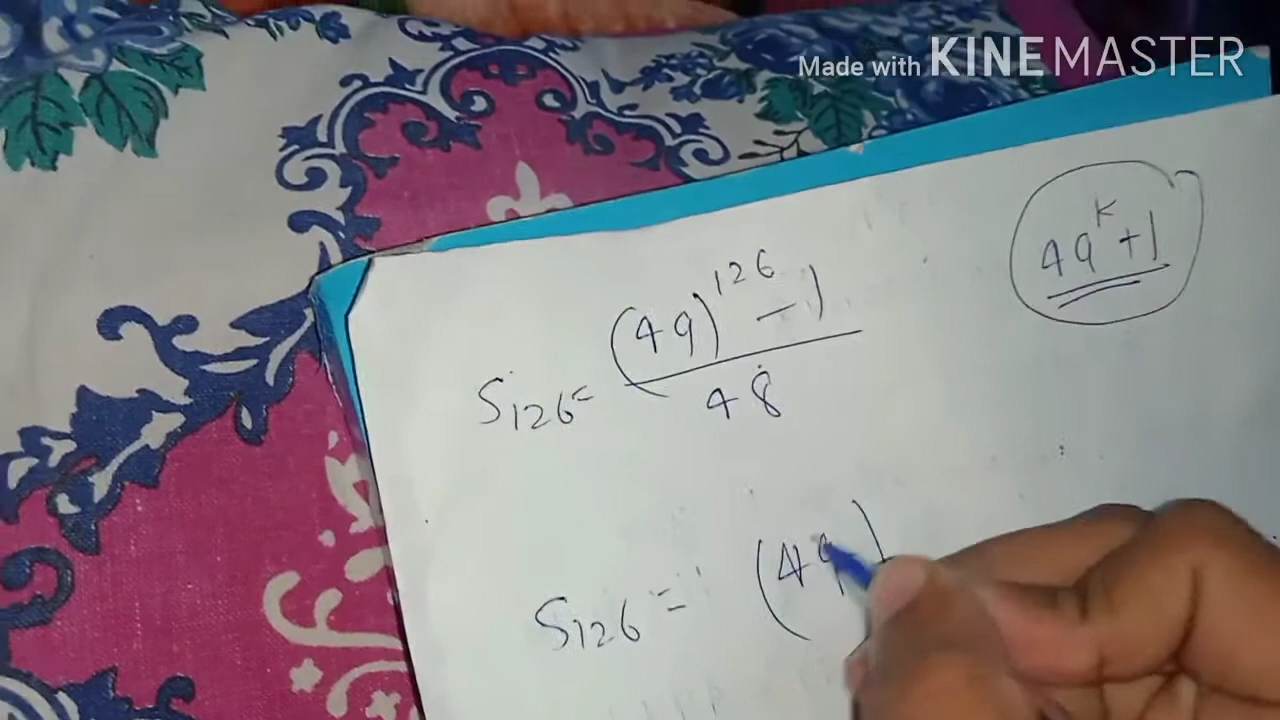 Made with KINEMASTER
49^k+1
S126= (49)^126-1
48
S126= (49)